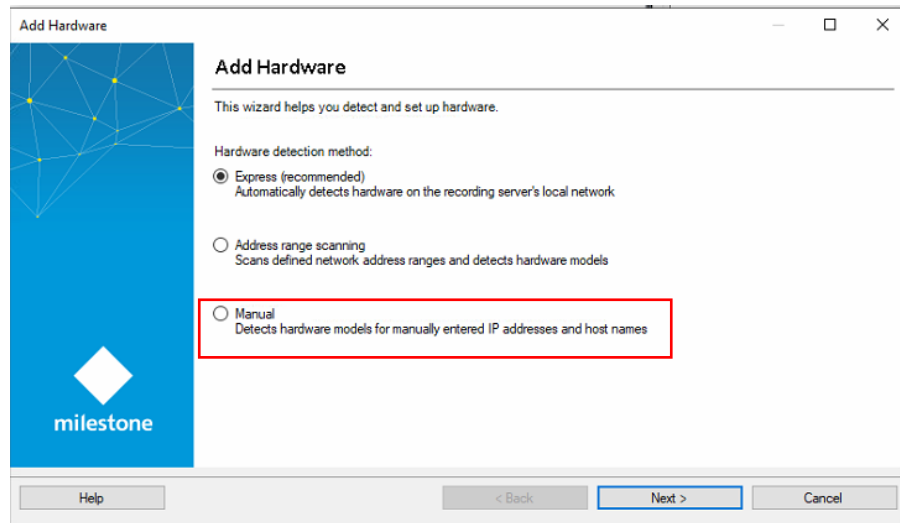 Add Hardware
Add Hardware
This wizard helps you detect and set up hardware.
Hardware detection method:
Express (recommended)
Automatically detects hardware on the recording server's local network
Address range scanning
Scans defined network address ranges and detects hardware models
Manual
Detects hardware models for manually entered IP addresses and host names
milestone
Help
< Back
Next >
Cancel